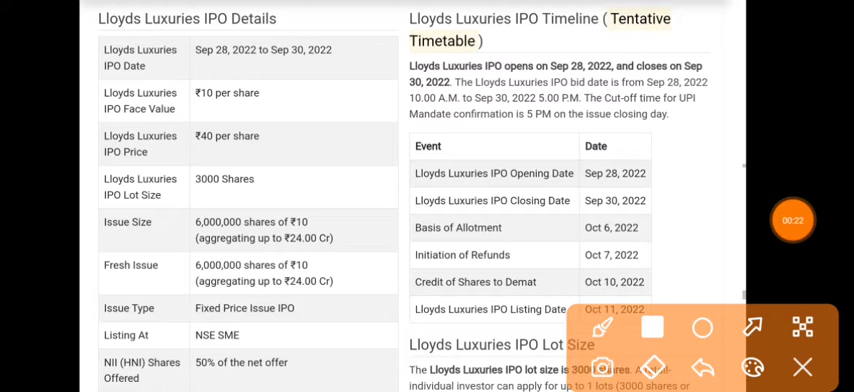 Lloyds Luxuries IPO Details
Lloyds Luxuries IPO Date
Sep 28, 2022 to Sep 30, 2022
Lloyds Luxuries IPO Face Value
₹10 per share
Lloyds Luxuries IPO Price
₹40 per share
Lloyds Luxuries IPO Lot Size
3000 Shares
Issue Size
6,000,000 shares of ₹10
(aggregating up to ₹24.00 Cr)
Fresh Issue
6,000,000 shares of ₹10
(aggregating up to ₹24.00 Cr)
Issue Type
Fixed Price Issue IPO
Listing At
NSE SME
NII (HNI) Shares Offered
50% of the net offer
Lloyds Luxuries IPO Timeline ( Tentative
Timetable )
Lloyds Luxuries IPO opens on Sep 28, 2022, and closes on Sep
30, 2022. The Lloyds Luxuries IPO bid date is from Sep 28, 2022
10.00 A.M. to Sep 30, 2022 5.00 P.M. The Cut-off time for UPI
Mandate confirmation is 5 PM on the issue closing day.
Event Date
Lloyds Luxuries IPO Opening Date Sep 28, 2022
Lloyds Luxuries IPO Closing Date Sep 30, 2022
Basis of Allotment Oct 6, 2022
Initiation of Refunds Oct 7, 2022
Credit of Shares to Demat Oct 10, 2022
Lloyds Luxuries IPO Listing Date Oct 11, 2022
Lloyds Luxuries IPO Lot Size
The Lloyds Luxuries IPO lot size is 3000 shares. A retail-
individual investor can apply for up to 1 lots (3000 shares or
00:22